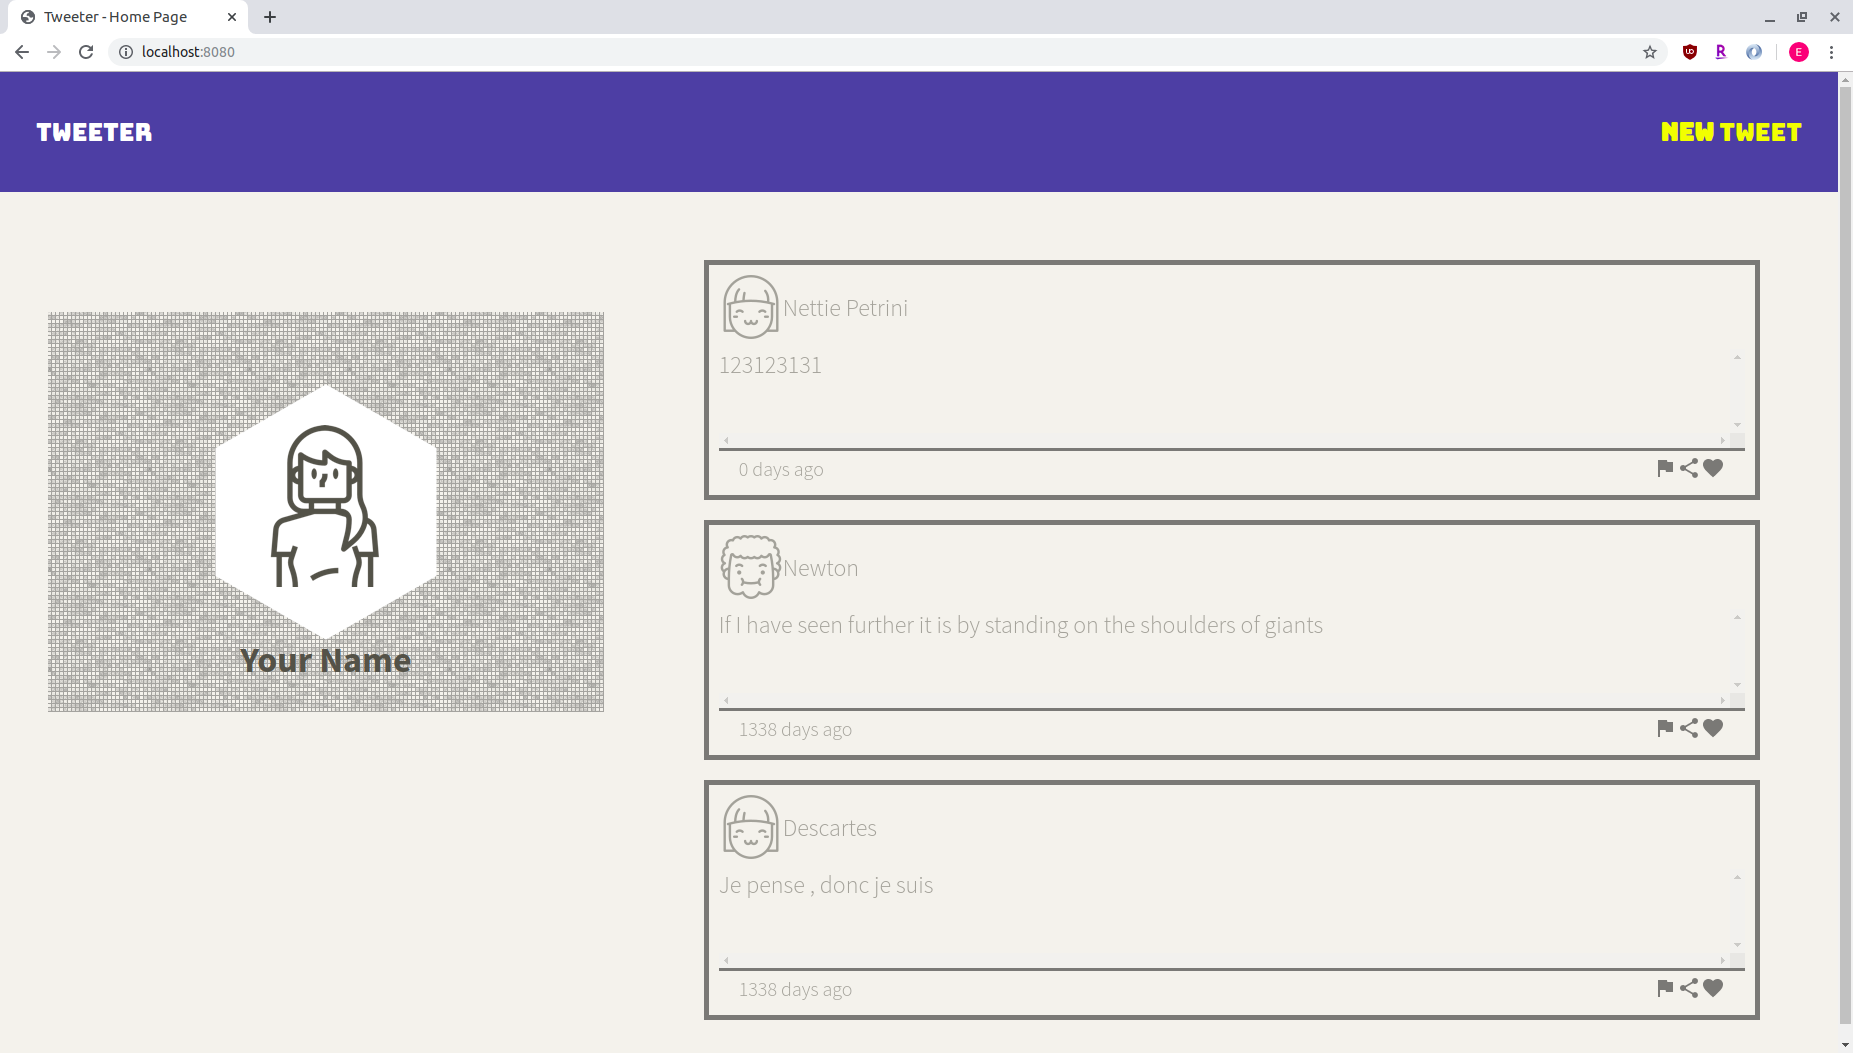 Tweeter - Home Page
localhost:8080
E
TWEETER
NEW TWEET
Your Name
Nettie Petrini
123123131
0 days ago
Newton
If I have seen further it is by standing on the shoulders of giants
1338 days ago
Descartes
Je pense , donc je suis
1338 days ago